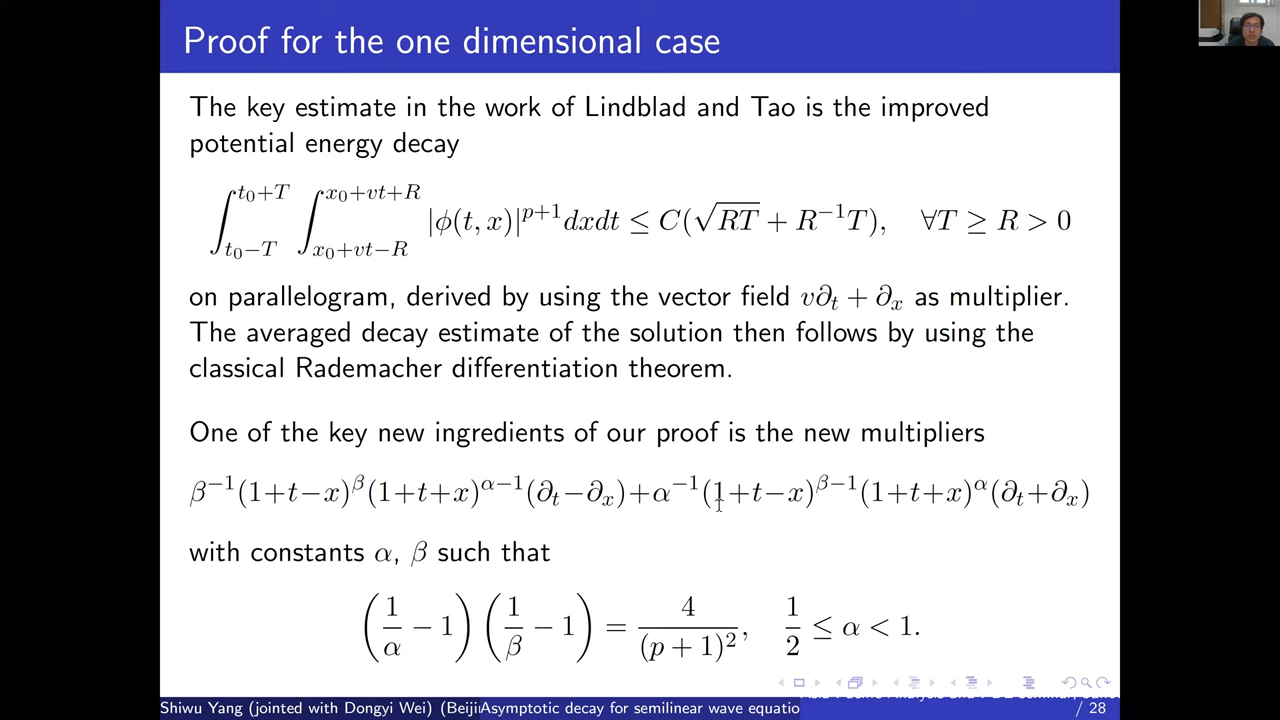 Proof for the one dimensional case
The key estimate in the work of Lindblad and Tao is the improved
potential energy decay
∫_{t₀−T}^{t₀+T} ∫_{x₀+vt−R}^{x₀+vt+R} |ϕ(t, x)|^{p+1}dxdt ≤ C(√RT + R^{−1}T), ∀T ≥ R > 0
on parallelogram, derived by using the vector field v∂_t + ∂_x as multiplier.
The averaged decay estimate of the solution then follows by using the
classical Rademacher differentiation theorem.
One of the key new ingredients of our proof is the new multipliers
β^{−1}(1+t−x)^β(1+t+x)^{α−1}(∂_t−∂_x)+α^{−1}(1+t−x)^{β−1}(1+t+x)^α(∂_t+∂_x)
with constants α, β such that
(1/α − 1)(1/β − 1) = 4/(p + 1)², 1/2 ≤ α < 1.
Shiwu Yang (jointed with Dongyi Wei) (Beiji Asymptotic decay for semilinear wave equatio / 28